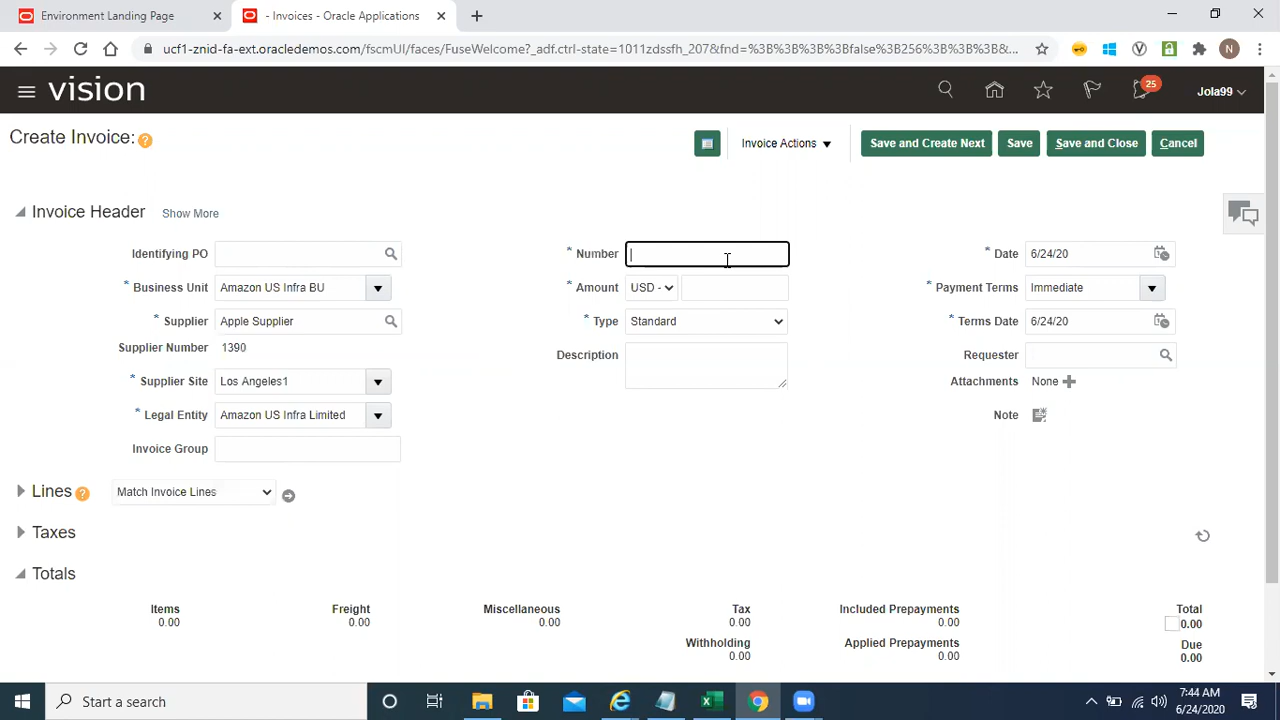 Environment Landing Page
- Invoices - Oracle Applications
ucf1-znid-fa-ext.oracledemos.com/fscmUI/faces/FuseWelcome?_adf.ctrl-state=1011zdssfh_207&fnd=%3B%3B%3B%3Bfalse%3B256%3B%3B%3B&...
N
vision
25
Jola99
Create Invoice:
Invoice Actions
Save and Create Next
Save
Save and Close
Cancel
Invoice Header
Show More
Identifying PO
* Business Unit Amazon US Infra BU
* Supplier Apple Supplier
Supplier Number 1390
* Supplier Site Los Angeles1
* Legal Entity Amazon US Infra Limited
Invoice Group
* Number
* Amount USD -
* Type Standard
Description
* Date 6/24/20
* Payment Terms Immediate
* Terms Date 6/24/20
Requester
Attachments None
Note
Lines
Match Invoice Lines
Taxes
Totals
Items Freight Miscellaneous Tax Included Prepayments Total
0.00 0.00 0.00 0.00 0.00 0.00
Withholding Applied Prepayments Due
0.00 0.00 0.00
Start a search
7:44 AM
6/24/2020